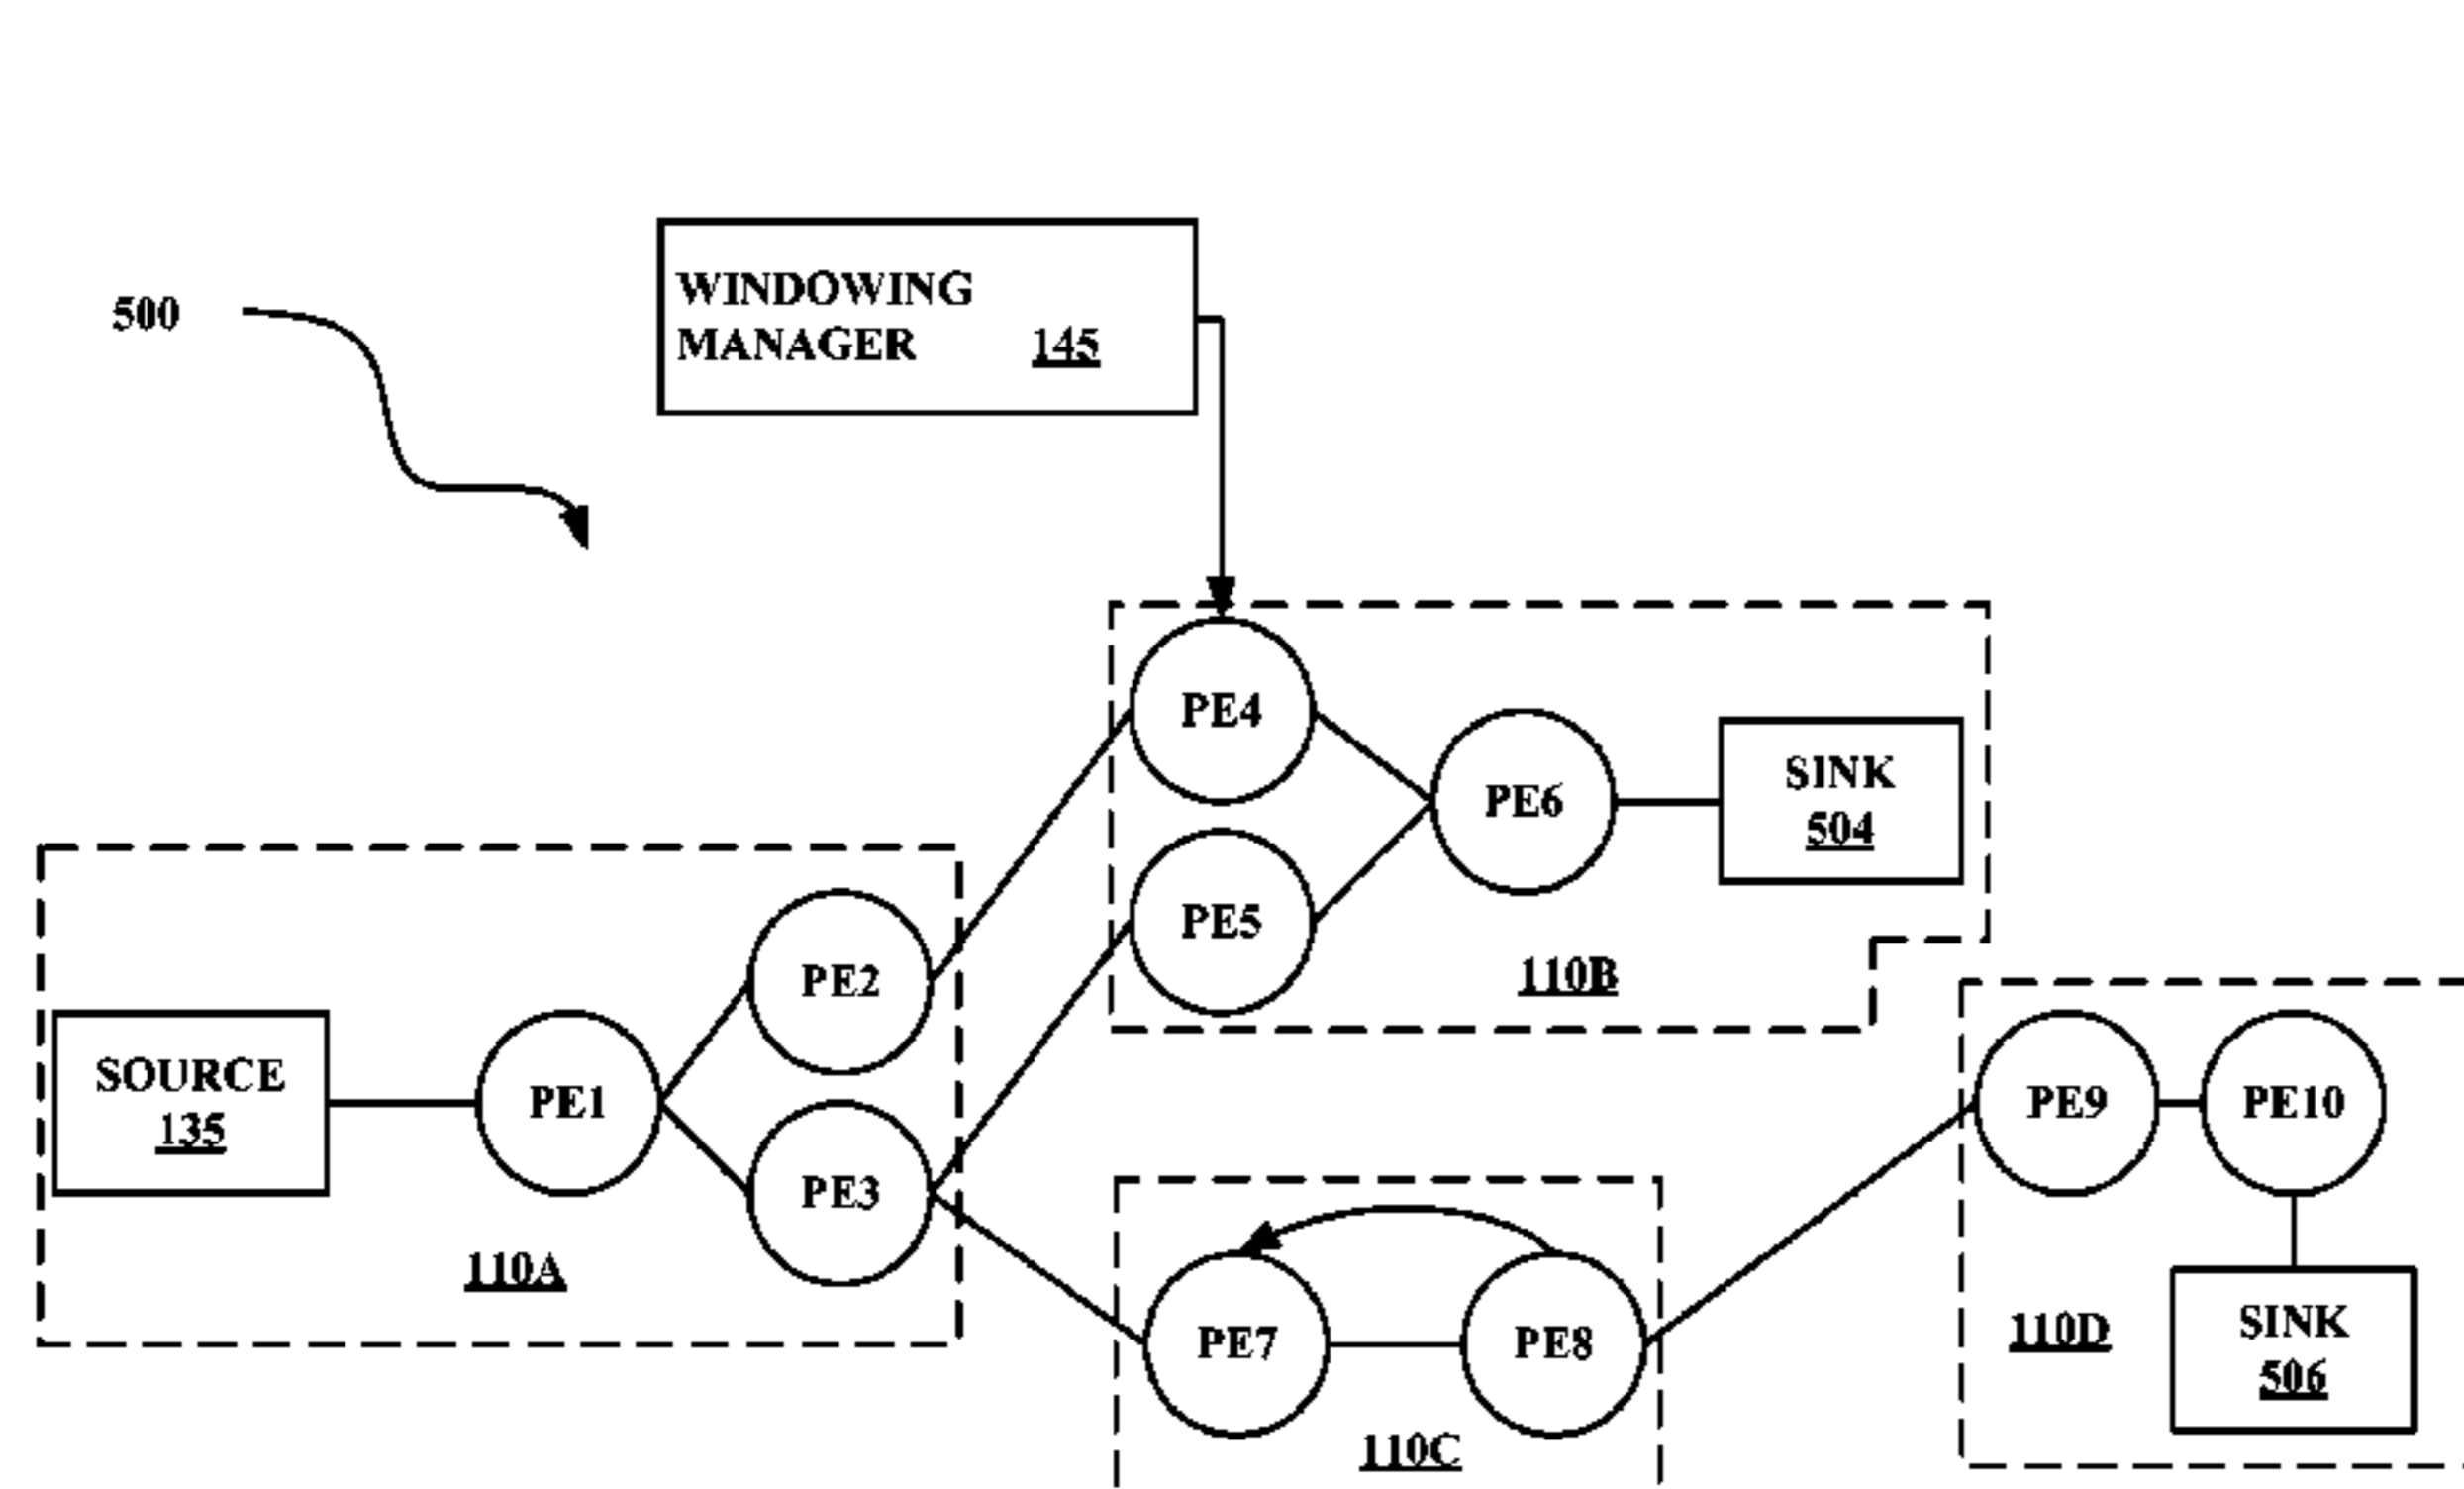 500
WINDOWING
MANAGER 145
PE4
PE6
SINK
504
PE5
110B
PE2
SOURCE
135
PE1
PE3
110A
PE9
PE10
PE7
PE8
110C
110D
SINK
506